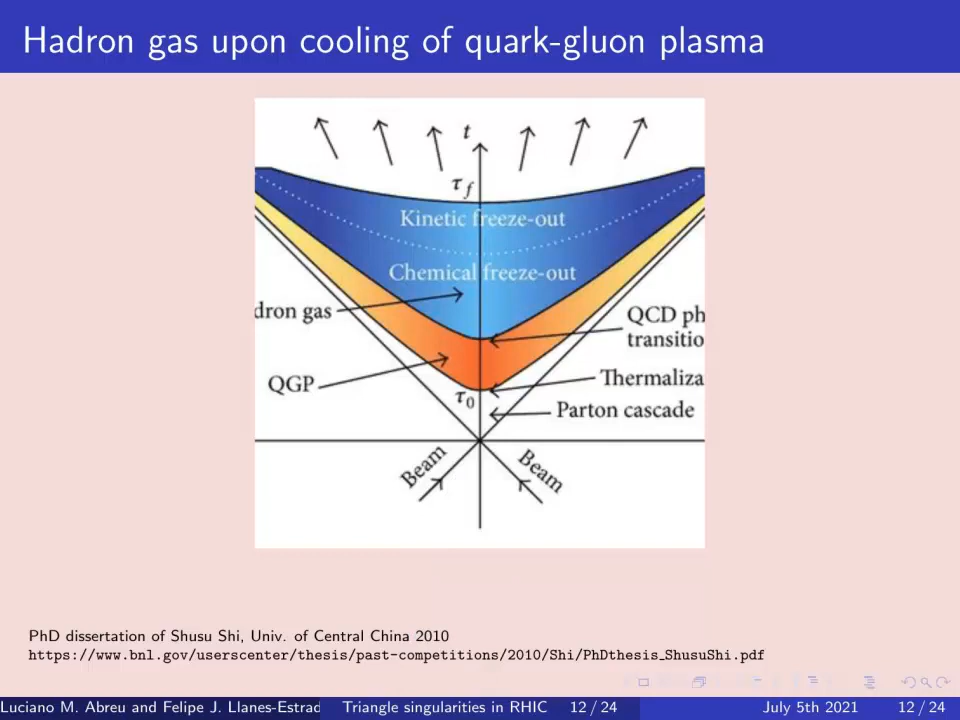 Hadron gas upon cooling of quark-gluon plasma
t
τf
Kinetic freeze-out
Chemical freeze-out
dron gas
QCD ph
transitio
QGP
Thermaliza
τ0
Parton cascade
Beam
Beam
PhD dissertation of Shusu Shi, Univ. of Central China 2010
https://www.bnl.gov/userscenter/thesis/past-competitions/2010/Shi/PhDthesis_ShusuShi.pdf
Luciano M. Abreu and Felipe J. Llanes-Estrad Triangle singularities in RHIC 12 / 24 July 5th 2021 12 / 24